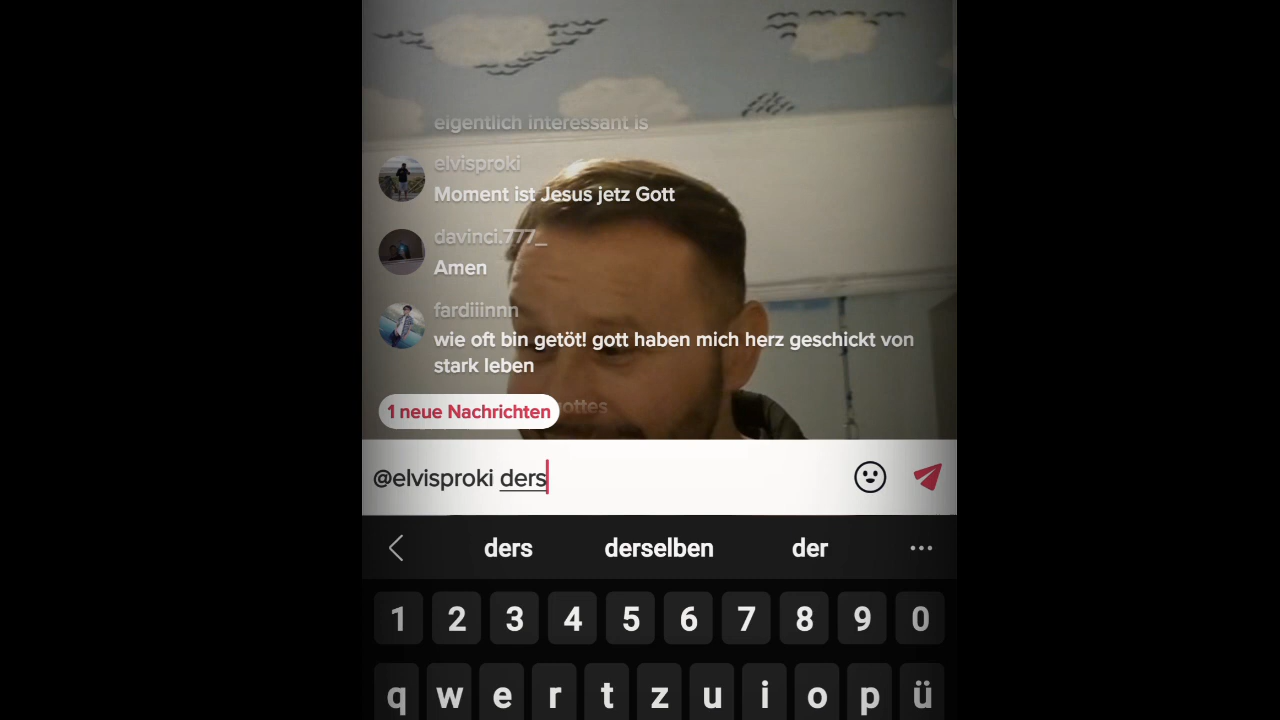 eigentlich interessant is
elvisproki
Moment ist Jesus jetz Gott
davinci.777_
Amen
fardiiinnn
wie oft bin getöt! gott haben mich herz geschickt von
stark leben
1 neue Nachrichten
gottes
@elvisproki ders
ders derselben der
1 2 3 4 5 6 7 8 9 0
q w e r t z u i o p ü